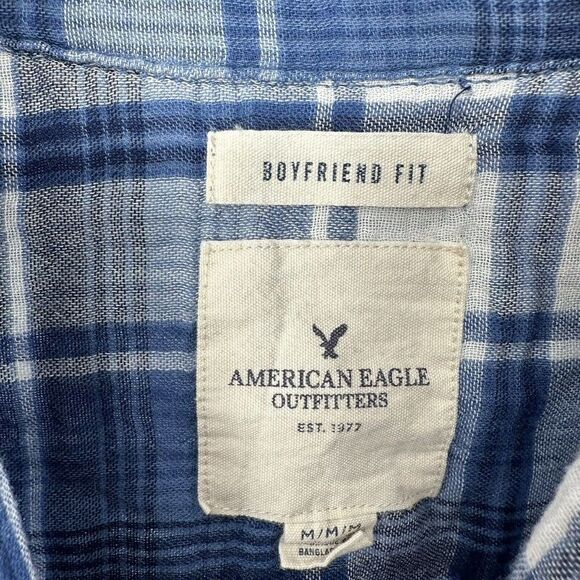 BOYFRIEND FIT
AMERICAN EAGLE
OUTFITTERS
EST. 1977
M/M/M